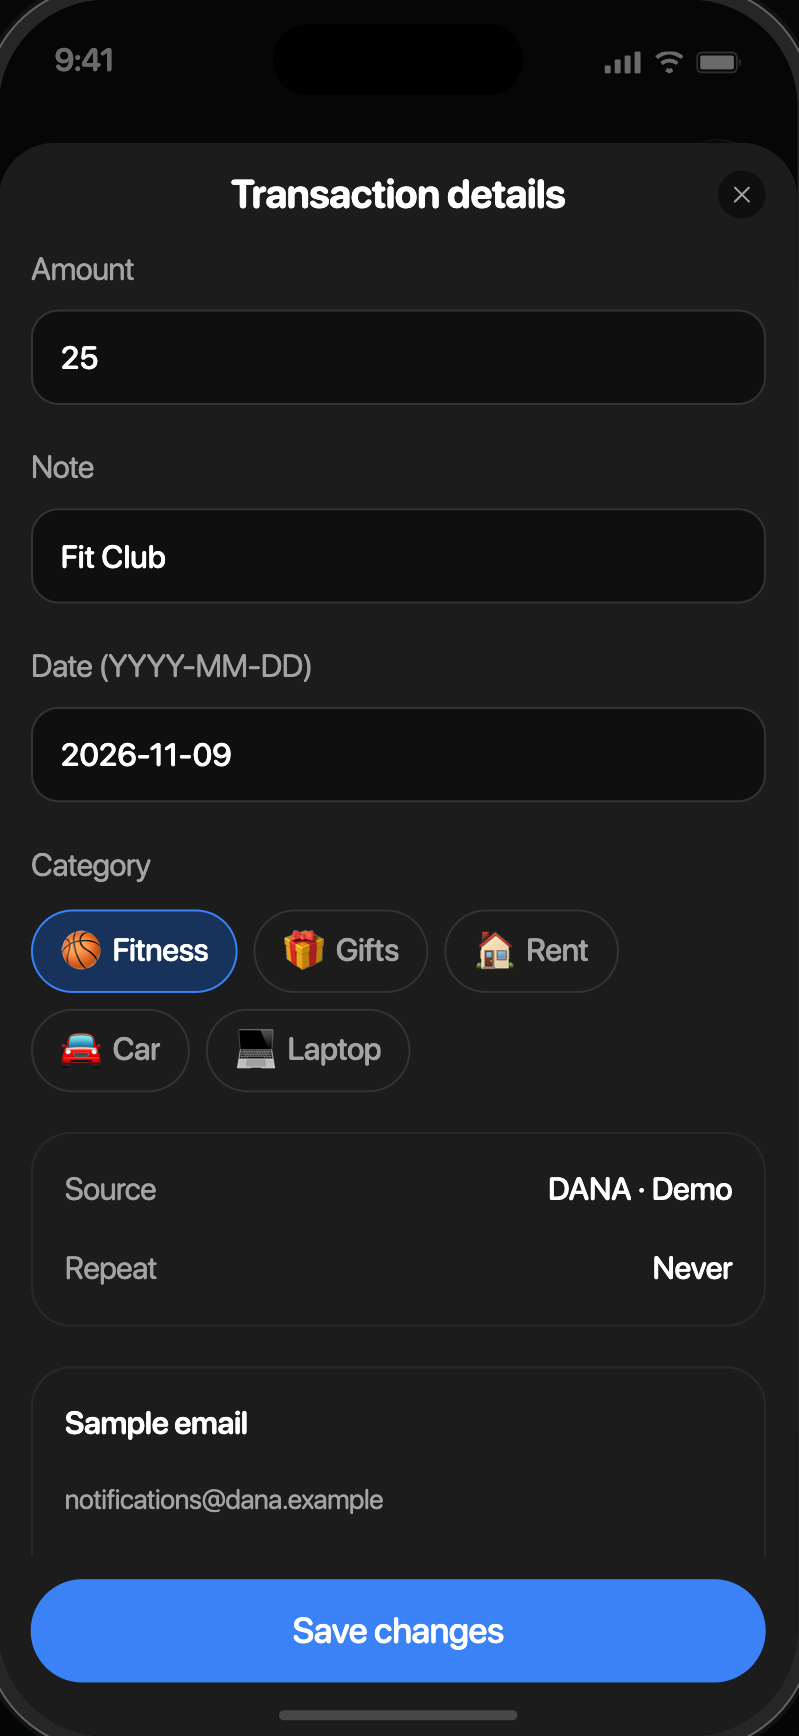 9:41
Transaction details
Amount
25
Note
Fit Club
Date (YYYY-MM-DD)
2026-11-09
Category
Fitness Gifts Rent
Car Laptop
Source DANA · Demo
Repeat Never
Sample email
notifications@dana.example
Save changes